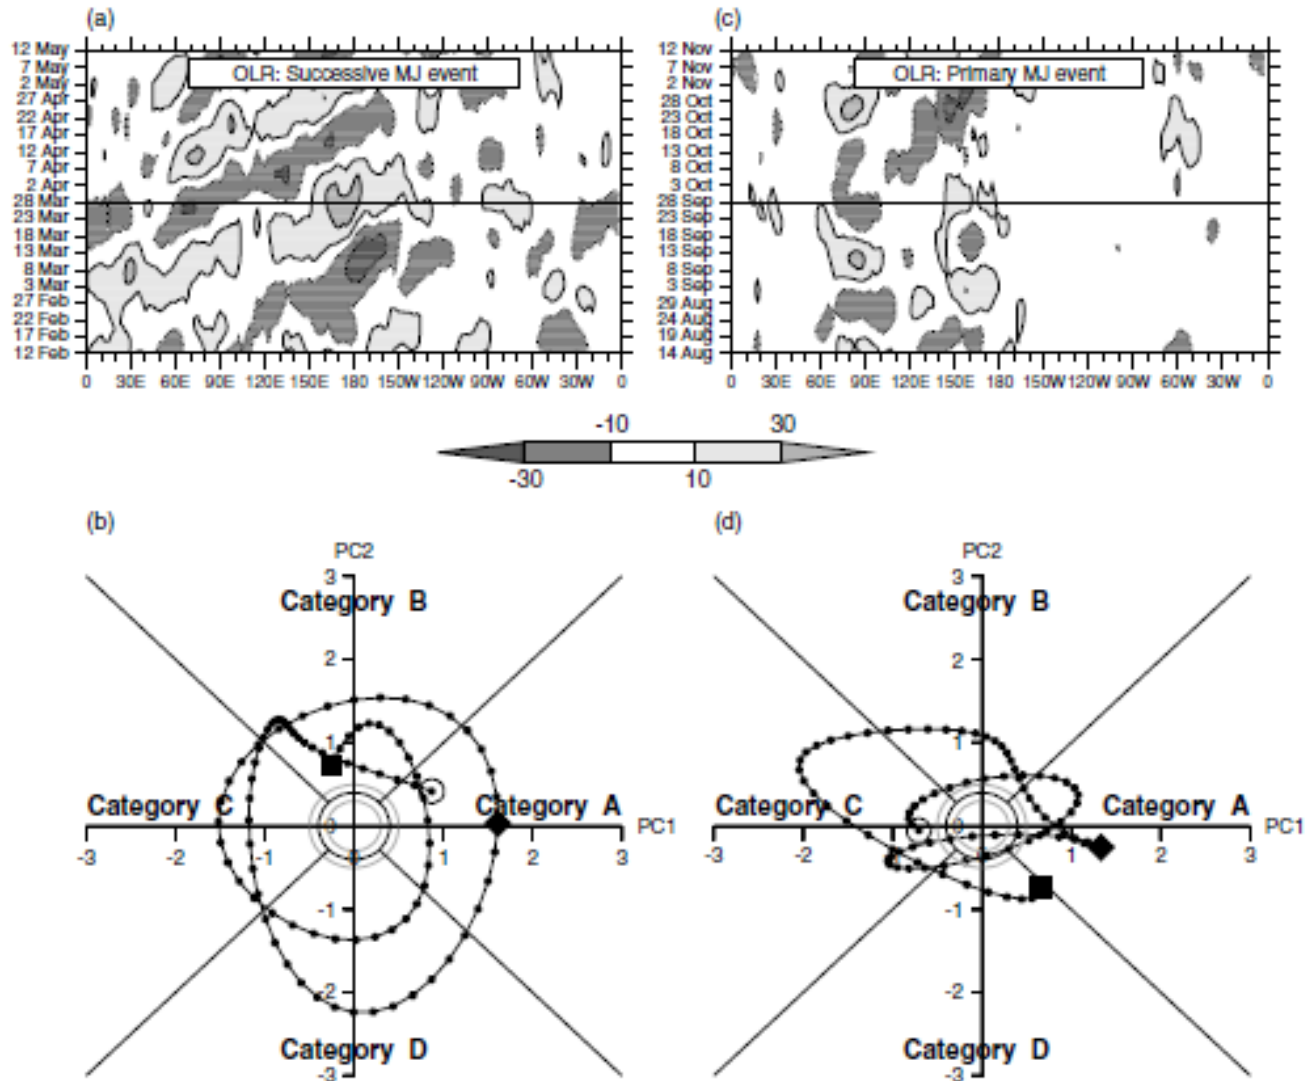 (a)
OLR: Successive MJ event
12 May
7 May
2 May
27 Apr
22 Apr
17 Apr
12 Apr
7 Apr
2 Apr
28 Mar
23 Mar
18 Mar
13 Mar
8 Mar
3 Mar
27 Feb
22 Feb
17 Feb
12 Feb
0 30E 60E 90E 120E 150E 180 150W 120W 90W 60W 30W 0
(c)
OLR: Primary MJ event
12 Nov
7 Nov
2 Nov
28 Oct
23 Oct
18 Oct
13 Oct
8 Oct
3 Oct
28 Sep
23 Sep
18 Sep
13 Sep
8 Sep
3 Sep
29 Aug
24 Aug
19 Aug
14 Aug
0 30E 60E 90E 120E 150E 180 150W 120W 90W 60W 30W 0
-10 30
-30 10
(b)
PC2
3
Category B
2
1
Category C
Category A
0
PC1
-3 -2 -1 0 1 2 3
-1
-2
Category D
-3
(d)
PC2
3
Category B
2
1
Category C
Category A
0
PC1
-3 -2 -1 0 1 2 3
-1
-2
Category D
-3